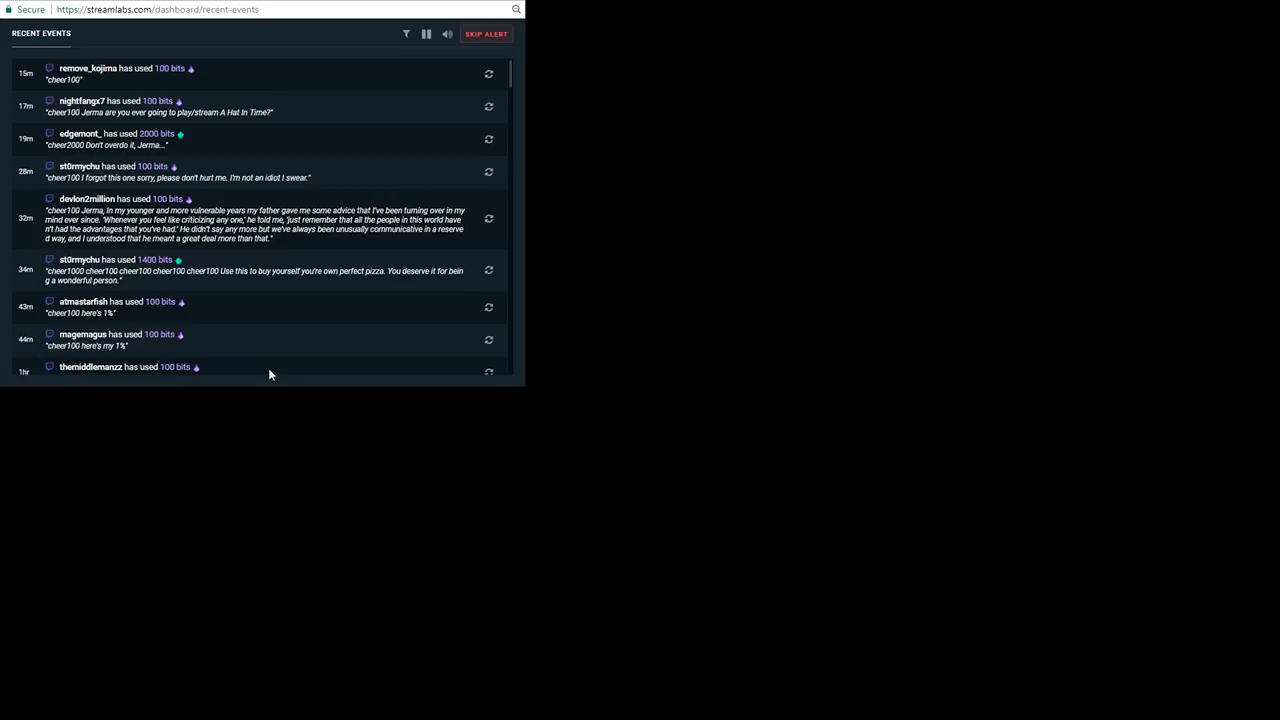 Secure https://streamlabs.com/dashboard/recent-events
RECENT EVENTS
SKIP ALERT
15m
remove_kojima has used 100 bits
"cheer100"
17m
nightfangx7 has used 100 bits
"cheer100 Jerma are you ever going to play/stream A Hat In Time?"
19m
edgemont_ has used 2000 bits
"cheer2000 Don't overdo it, Jerma..."
28m
st0rmychu has used 100 bits
"cheer100 I forgot this one sorry, please don't hurt me. I'm not an idiot I swear."
32m
devlon2million has used 100 bits
"cheer100 Jerma, In my younger and more vulnerable years my father gave me some advice that I've been turning over in my
mind ever since. 'Whenever you feel like criticizing any one,' he told me, 'just remember that all the people in this world have
n't had the advantages that you've had.' He didn't say any more but we've always been unusually communicative in a reserve
d way, and I understood that he meant a great deal more than that."
34m
st0rmychu has used 1400 bits
"cheer1000 cheer100 cheer100 cheer100 cheer100 Use this to buy yourself you're own perfect pizza. You deserve it for bein
g a wonderful person."
43m
atmastarfish has used 100 bits
"cheer100 here's 1%"
44m
magemagus has used 100 bits
"cheer100 here's my 1%"
1hr
themiddlemanzz has used 100 bits